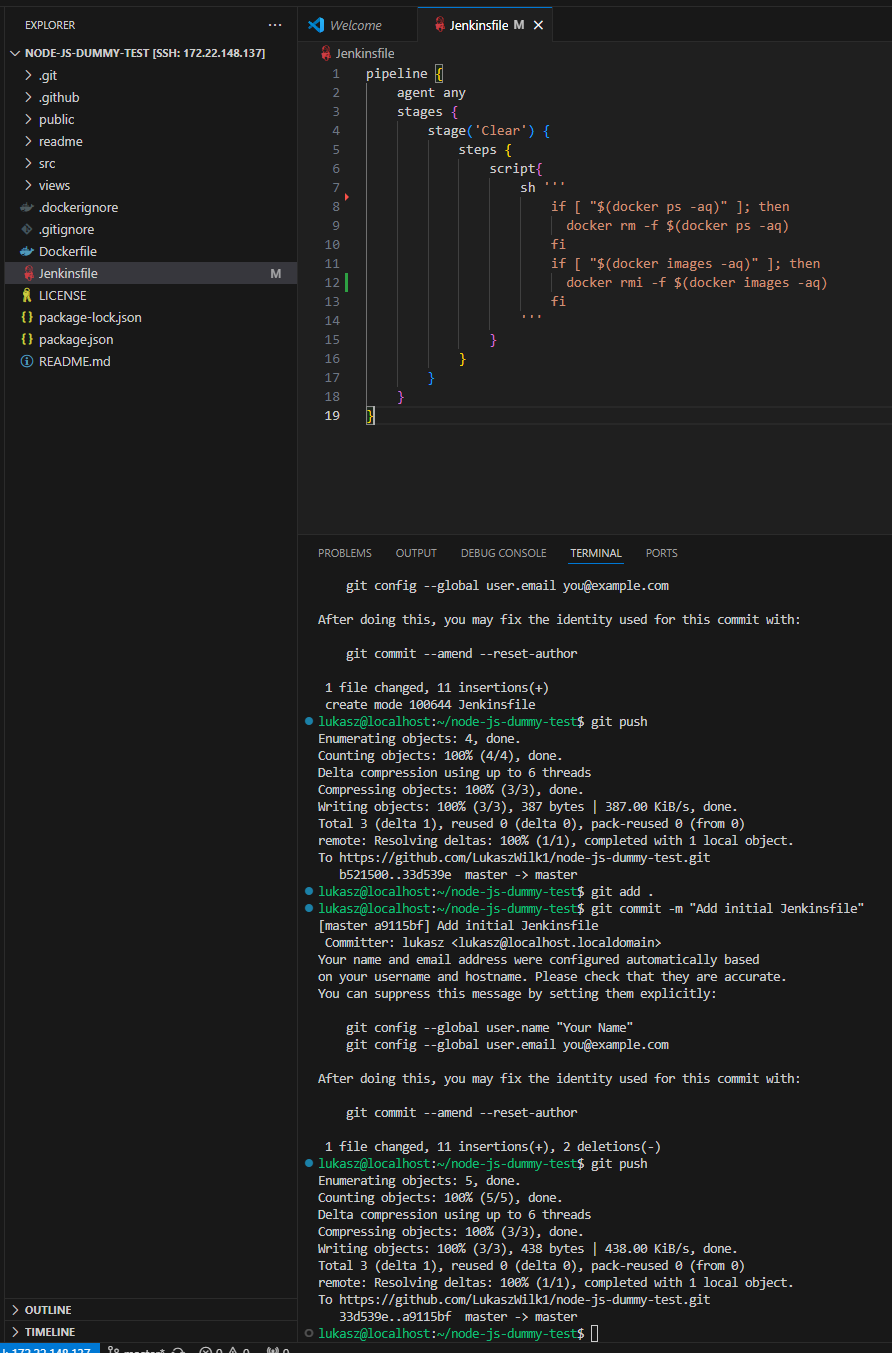 EXPLORER
NODE-JS-DUMMY-TEST [SSH: 172.22.148.137]
.git
.github
public
readme
src
views
.dockerignore
.gitignore
Dockerfile
Jenkinsfile M
LICENSE
package-lock.json
package.json
README.md
OUTLINE
TIMELINE
Welcome
Jenkinsfile M
Jenkinsfile
1 pipeline {
2 agent any
3 stages {
4 stage('Clear') {
5 steps {
6 script{
7 sh '''
8 if [ "$(docker ps -aq)" ]; then
9 docker rm -f $(docker ps -aq)
10 fi
11 if [ "$(docker images -aq)" ]; then
12 docker rmi -f $(docker images -aq)
13 fi
14 '''
15 }
16 }
17 }
18 }
19 }
PROBLEMS OUTPUT DEBUG CONSOLE TERMINAL PORTS
git config --global user.email you@example.com
After doing this, you may fix the identity used for this commit with:
git commit --amend --reset-author
1 file changed, 11 insertions(+)
create mode 100644 Jenkinsfile
lukasz@localhost:~/node-js-dummy-test$ git push
Enumerating objects: 4, done.
Counting objects: 100% (4/4), done.
Delta compression using up to 6 threads
Compressing objects: 100% (3/3), done.
Writing objects: 100% (3/3), 387 bytes | 387.00 KiB/s, done.
Total 3 (delta 1), reused 0 (delta 0), pack-reused 0 (from 0)
remote: Resolving deltas: 100% (1/1), completed with 1 local object.
To https://github.com/LukaszWilk1/node-js-dummy-test.git
b521500..33d539e master -> master
lukasz@localhost:~/node-js-dummy-test$ git add .
lukasz@localhost:~/node-js-dummy-test$ git commit -m "Add initial Jenkinsfile"
[master a9115bf] Add initial Jenkinsfile
Committer: lukasz <lukasz@localhost.localdomain>
Your name and email address were configured automatically based
on your username and hostname. Please check that they are accurate.
You can suppress this message by setting them explicitly:
git config --global user.name "Your Name"
git config --global user.email you@example.com
After doing this, you may fix the identity used for this commit with:
git commit --amend --reset-author
1 file changed, 11 insertions(+), 2 deletions(-)
lukasz@localhost:~/node-js-dummy-test$ git push
Enumerating objects: 5, done.
Counting objects: 100% (5/5), done.
Delta compression using up to 6 threads
Compressing objects: 100% (3/3), done.
Writing objects: 100% (3/3), 438 bytes | 438.00 KiB/s, done.
Total 3 (delta 1), reused 0 (delta 0), pack-reused 0 (from 0)
remote: Resolving deltas: 100% (1/1), completed with 1 local object.
To https://github.com/LukaszWilk1/node-js-dummy-test.git
33d539e..a9115bf master -> master
lukasz@localhost:~/node-js-dummy-test$